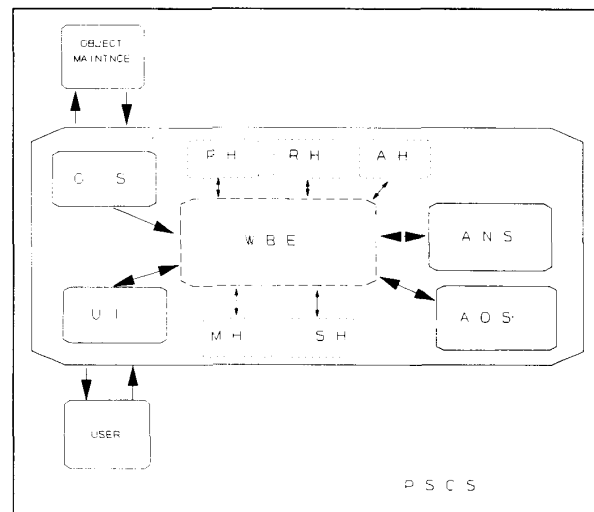 OBJECT
MAINTNCE
R H
A H
W B E
A N S
U I
A O S
M H
S H
USER
P S C S